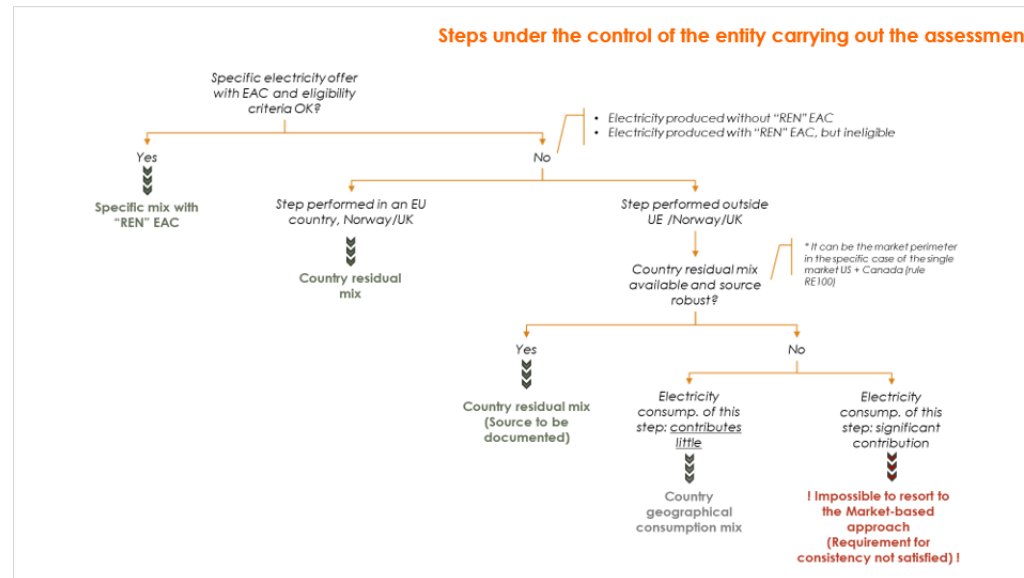 Steps under the control of the entity carrying out the assessmen
Specific electricity offer
with EAC and eligibility
criteria OK?
• Electricity produced without “REN” EAC
• Electricity produced with “REN” EAC, but ineligible
Yes
No
Specific mix with
“REN” EAC
Step performed in an EU
country, Norway/UK
Step performed outside
UE /Norway/UK
Country residual
mix
* It can be the market perimeter
in the specific case of the single
market US + Canada (rule
RE100)
Country residual mix
available and source
robust?
Yes
No
Country residual mix
(Source to be
documented)
Electricity
consump. of this
step: contributes
little
Electricity
consump. of this
step: significant
contribution
Country
geographical
consumption mix
! Impossible to resort to
the Market-based
approach
(Requirement for
consistency not satisfied) !